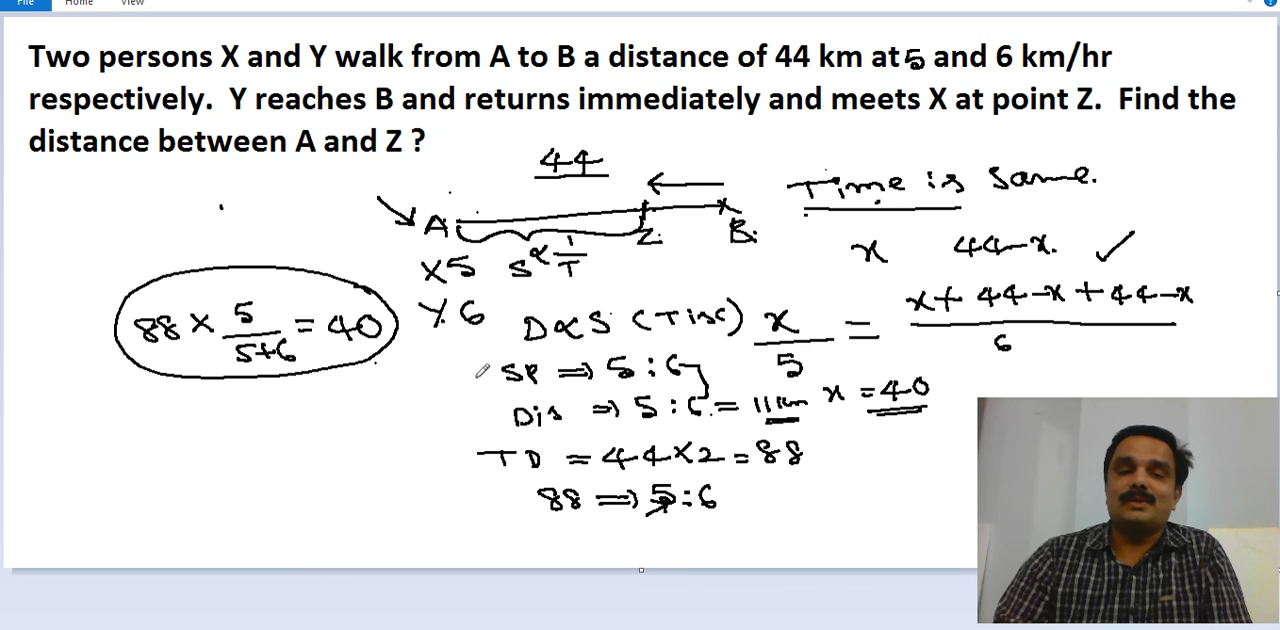 File Home View
Two persons X and Y walk from A to B a distance of 44 km at 5 and 6 km/hr
respectively. Y reaches B and returns immediately and meets X at point Z. Find the
distance between A and Z ?
44
Time is same.
A Z. B.
x 44-x. ✓
X 5 S ∝ 1/T
Y. 6 D ∝ S (T is c)
x/5 = x + 44-x + 44-x / 6
88 × 5/5+6 = 40
SP ⇒ 5 : 6
Dis ⇒ 5 : 6. = 11 km x = 40
TD = 44×2 = 88
88 ⇒ 5 : 6